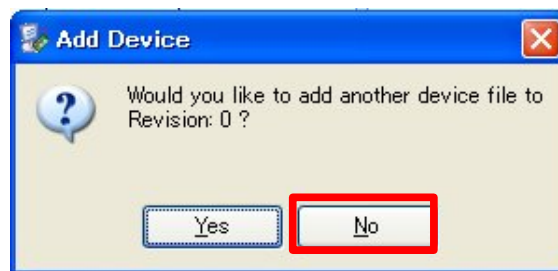 Add Device
Would you like to add another device file to
Revision: 0 ?
Yes
No